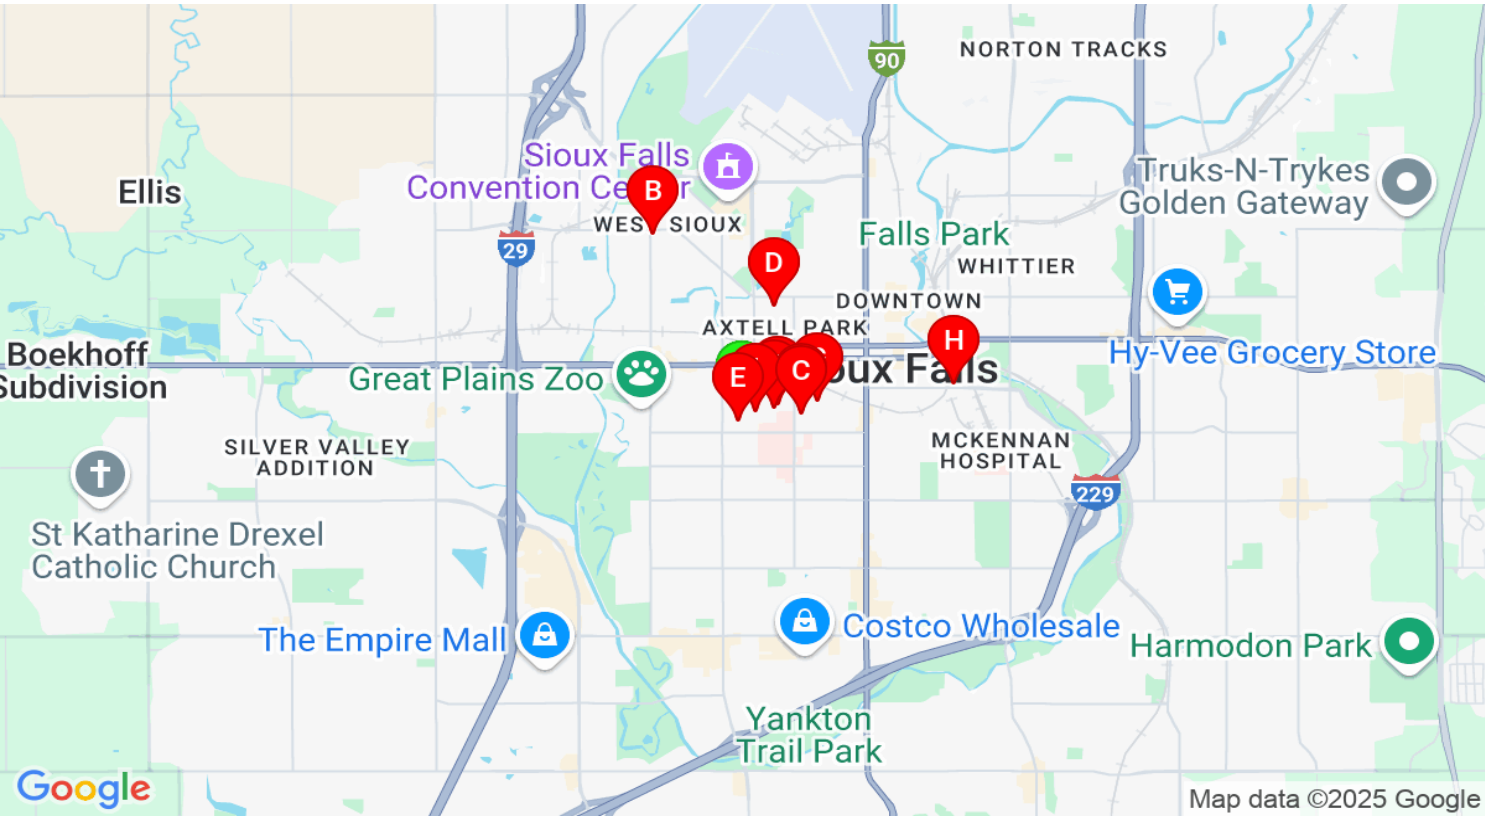 NORTON TRACKS
90
Sioux Falls
Convention Ce r
B
Ellis
WES SIOUX
29
Truks-N-Trykes
Golden Gateway
Falls Park
WHITTIER
D
DOWNTOWN
AXTELL PARK
H
Boekhoff
Subdivision
Great Plains Zoo
E
C
oux Falls
Hy-Vee Grocery Store
SILVER VALLEY
ADDITION
MCKENNAN
HOSPITAL
229
St Katharine Drexel
Catholic Church
The Empire Mall
Costco Wholesale
Harmodon Park
Yankton
Trail Park
Google
Map data ©2025 Google